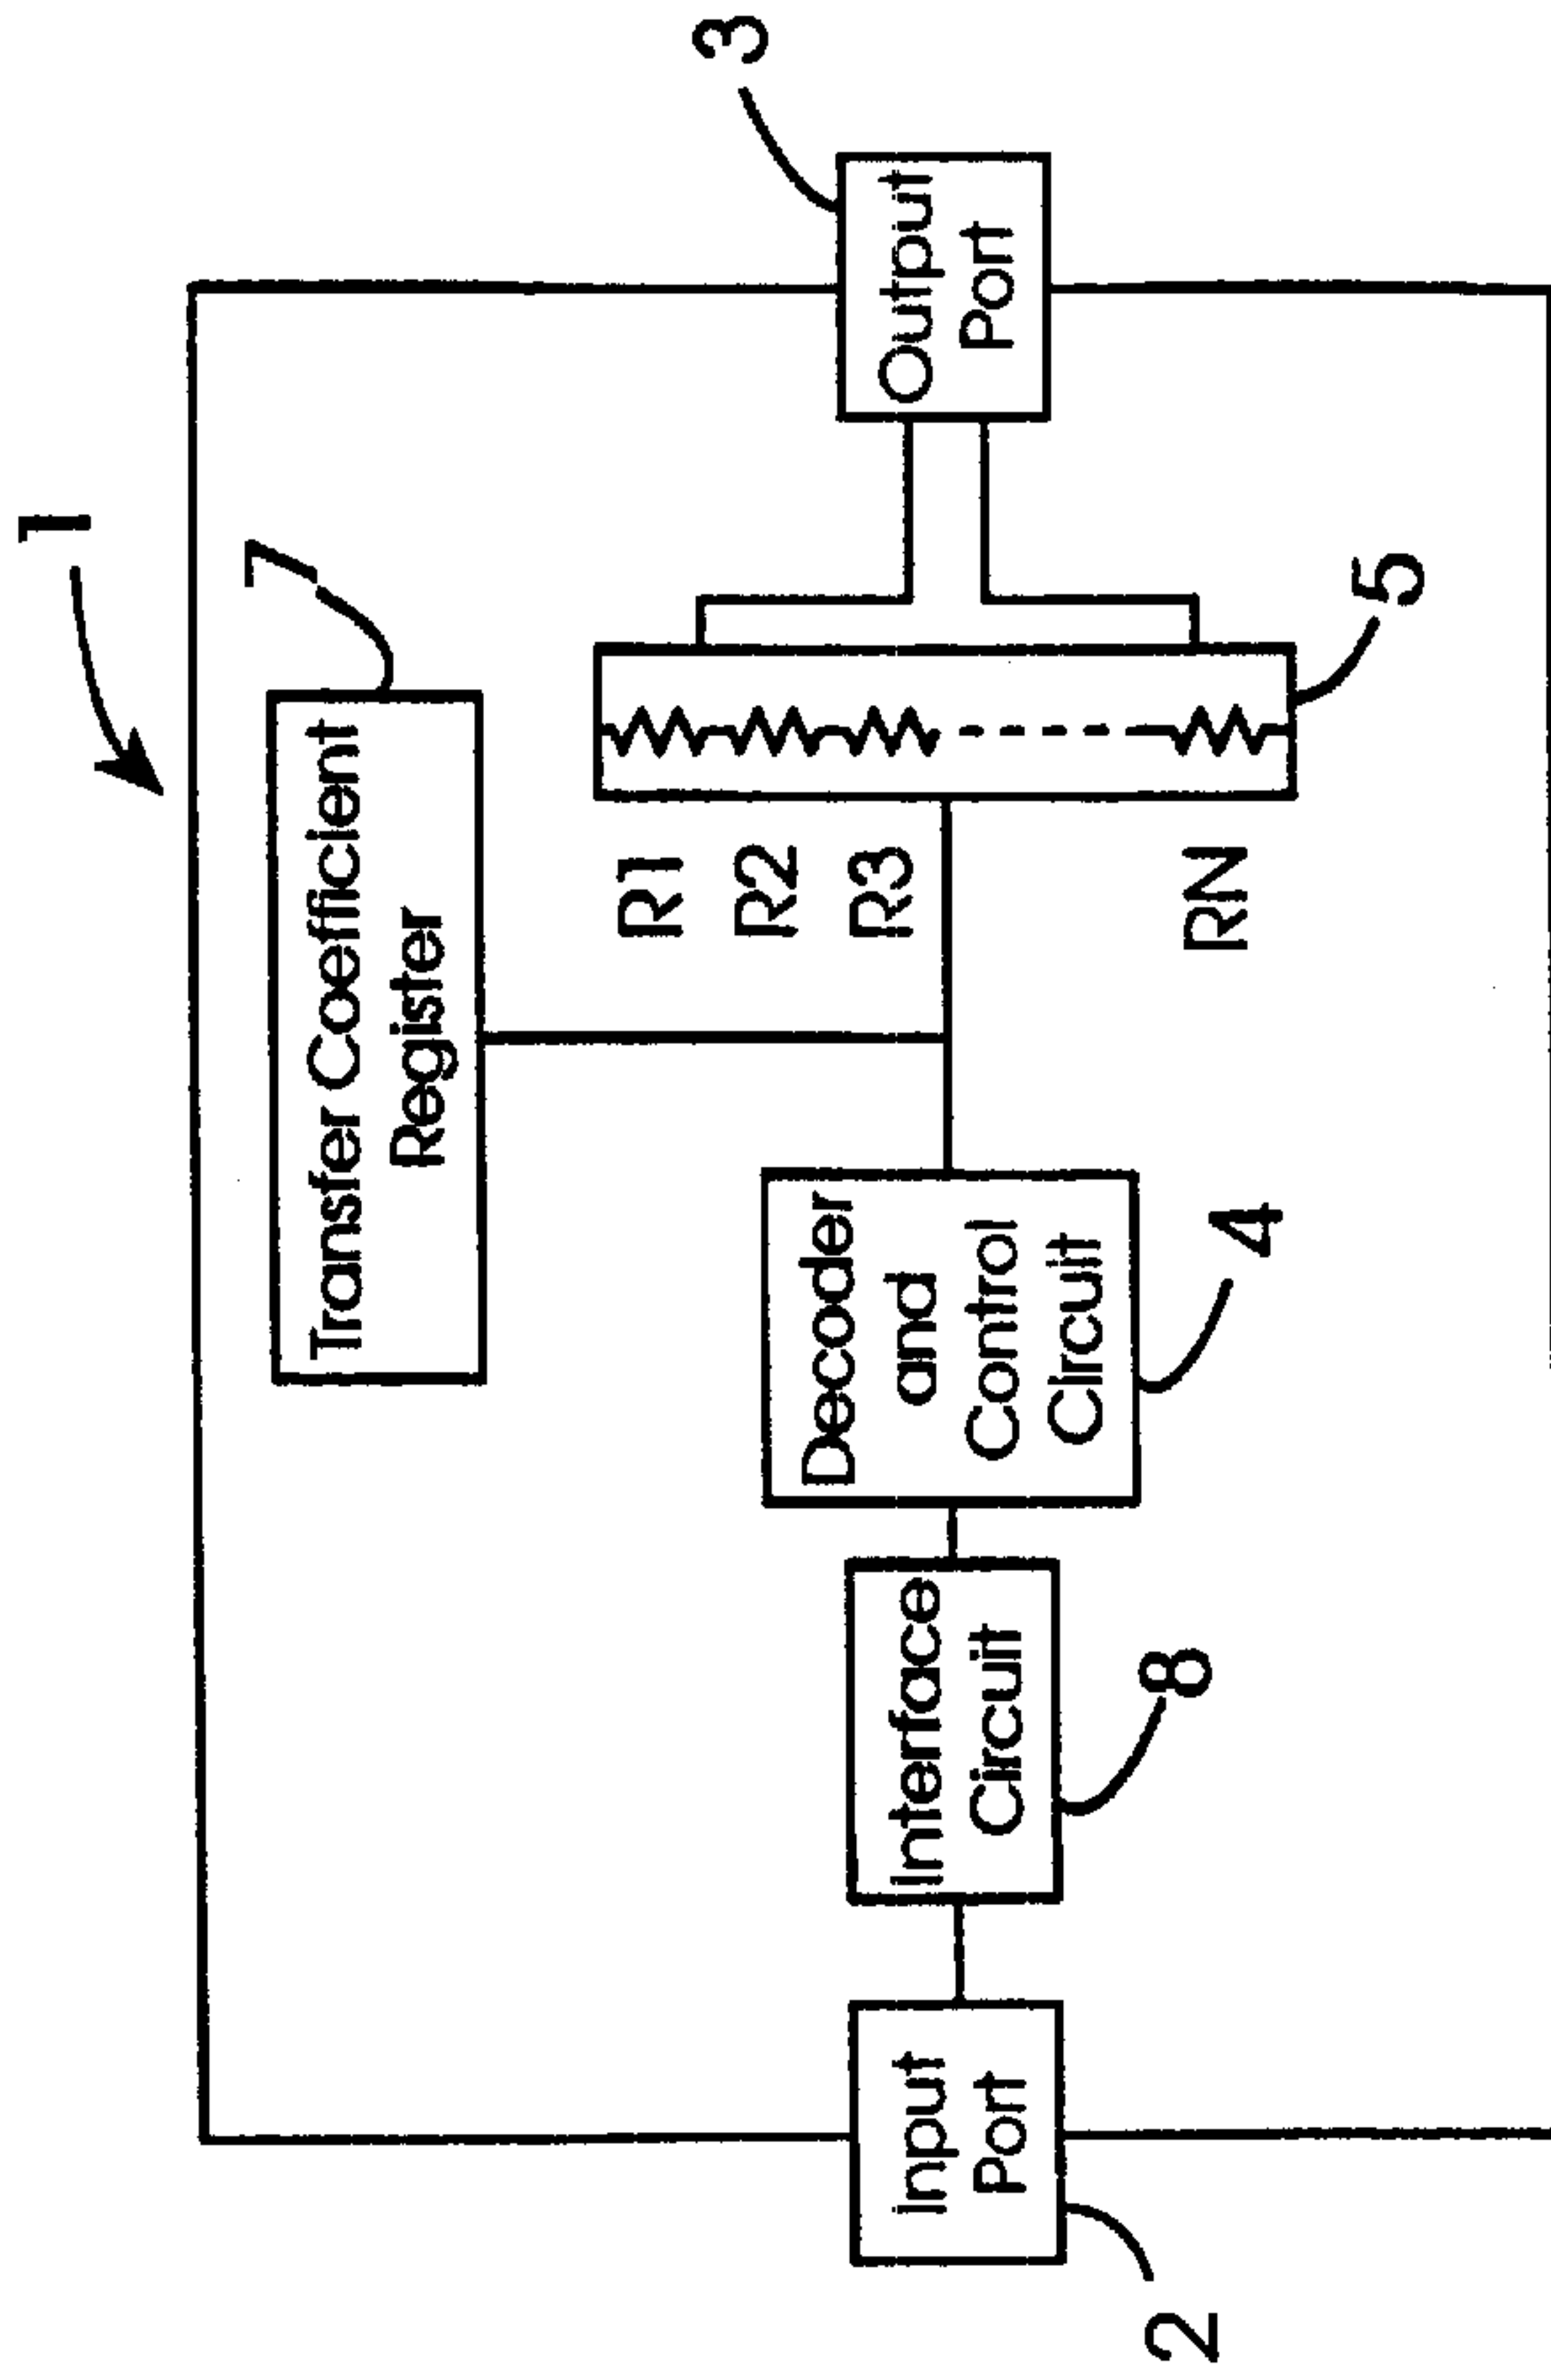 1
7
Transfer Coefficient
Register
3
Output
Port
R1
R2
R3
RN
5
Decoder
and
Control
Circuit
4
Interface
Circuit
8
Input
Port
2